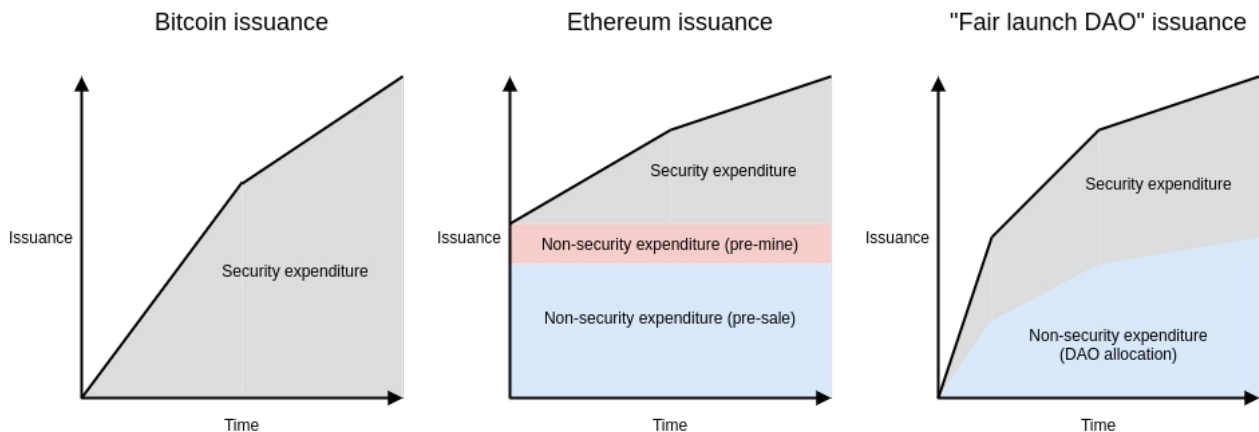 Bitcoin issuance
Issuance
Security expenditure
Time
Ethereum issuance
Issuance
Security expenditure
Non-security expenditure (pre-mine)
Non-security expenditure (pre-sale)
Time
"Fair launch DAO" issuance
Issuance
Security expenditure
Non-security expenditure
(DAO allocation)
Time